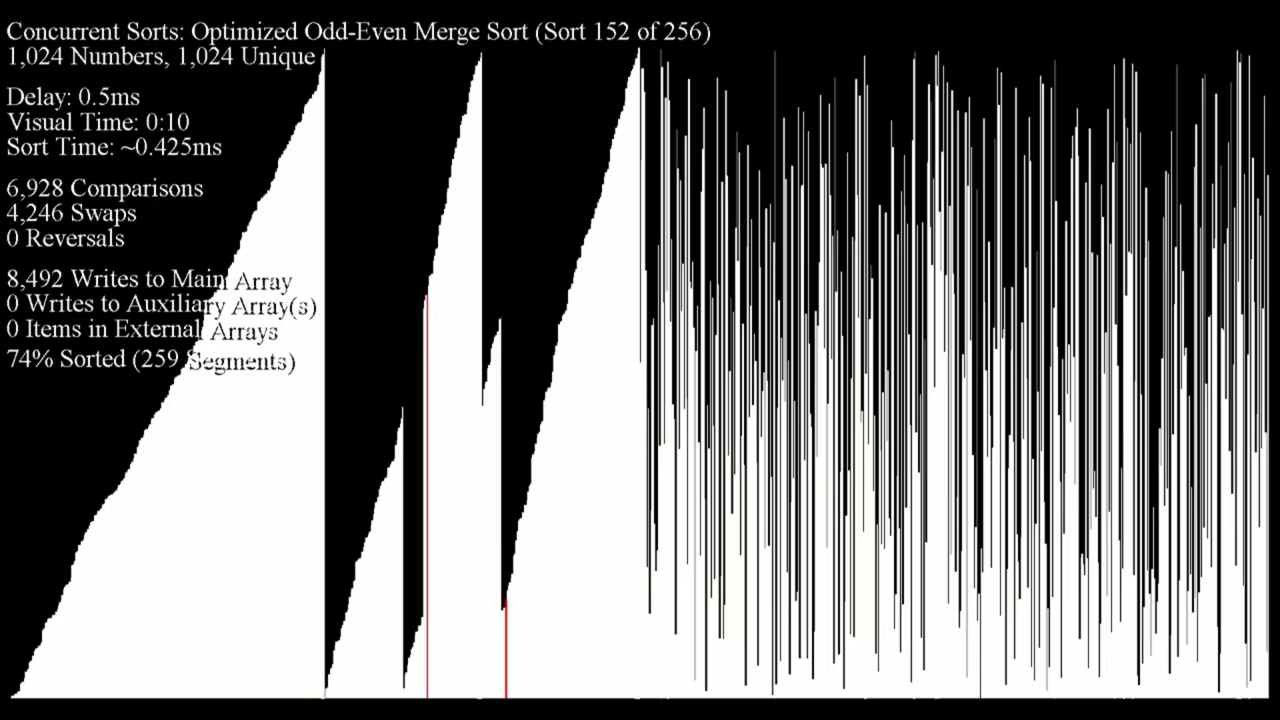 Concurrent Sorts: Optimized Odd-Even Merge Sort (Sort 152 of 256)
1,024 Numbers, 1,024 Unique
Delay: 0.5ms
Visual Time: 0:10
Sort Time: ~0.425ms
6,928 Comparisons
4,246 Swaps
0 Reversals
8,492 Writes to Main Array
0 Writes to Auxiliary Array(s)
0 Items in External Arrays
74% Sorted (259 Segments)